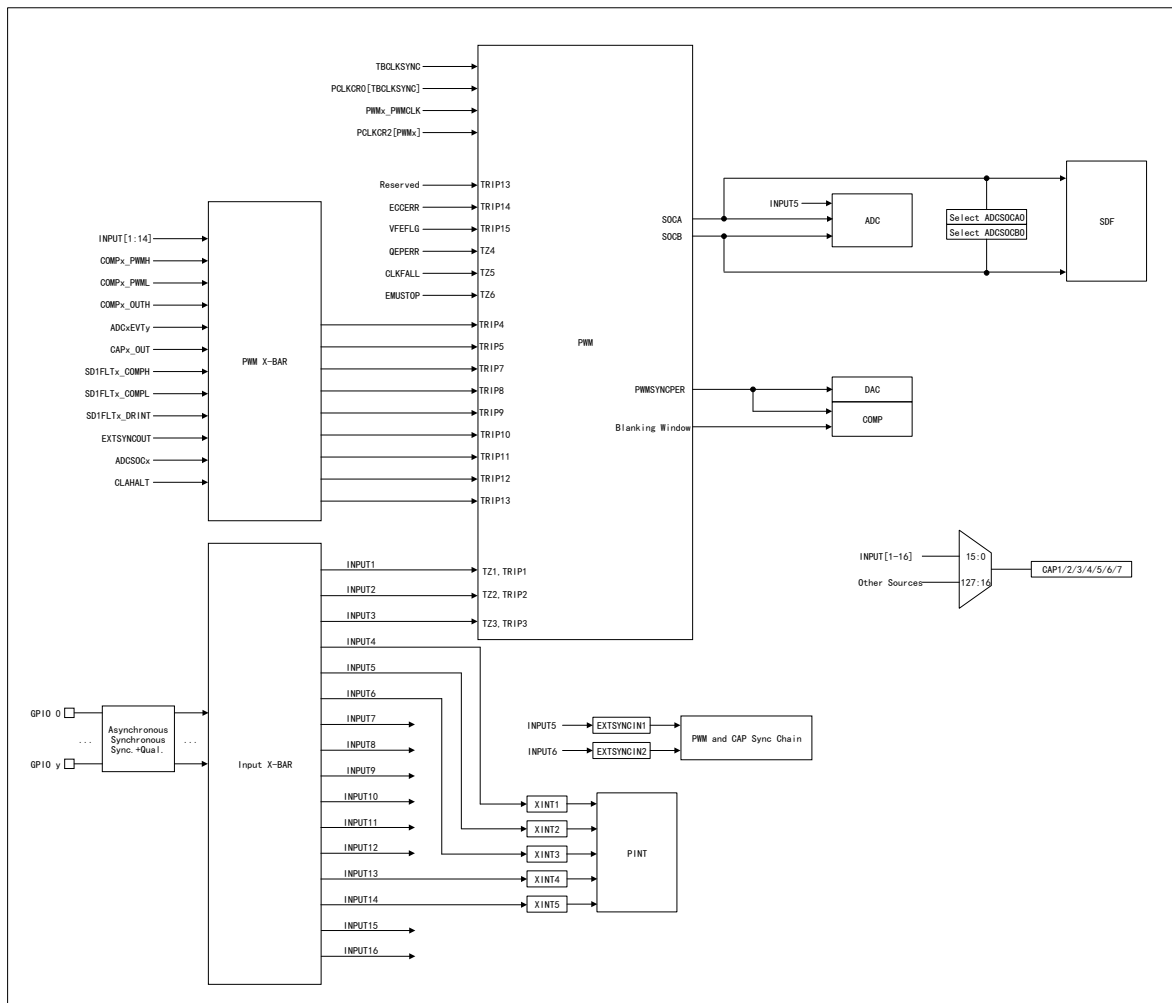 TBCLKSYNC
PCLKCR0[TBCLKSYNC]
PWMx_PWMCLK
PCLKCR2[PWMx]
Reserved
ECCERR
VFEFLG
QEPERR
CLKFALL
EMUSTOP
TRIP13
TRIP14
TRIP15
TZ4
TZ5
TZ6
TRIP4
TRIP5
TRIP7
TRIP8
TRIP9
TRIP10
TRIP11
TRIP12
TRIP13
TZ1,TRIP1
TZ2,TRIP2
TZ3,TRIP3
PWM
SOCA
SOCB
PWMSYNCPER
Blanking Window
INPUT5
ADC
Select ADCSOCAO
Select ADCSOCBO
SDF
DAC
COMP
INPUT[1:14]
COMPx_PWMH
COMPx_PWML
COMPx_OUTH
ADCxEVTy
CAPx_OUT
SD1FLTx_COMPH
SD1FLTx_COMPL
SD1FLTx_DRINT
EXTSYNCOUT
ADCSOCx
CLAHALT
PWM X-BAR
INPUT[1-16]
Other Sources
15:0
127:16
CAP1/2/3/4/5/6/7
GPIO 0
...
GPIO y
Asynchronous
Synchronous
Sync.+Qual.
...
Input X-BAR
INPUT1
INPUT2
INPUT3
INPUT4
INPUT5
INPUT6
INPUT7
INPUT8
INPUT9
INPUT10
INPUT11
INPUT12
INPUT13
INPUT14
INPUT15
INPUT16
INPUT5
INPUT6
EXTSYNCIN1
EXTSYNCIN2
PWM and CAP Sync Chain
XINT1
XINT2
XINT3
XINT4
XINT5
PINT